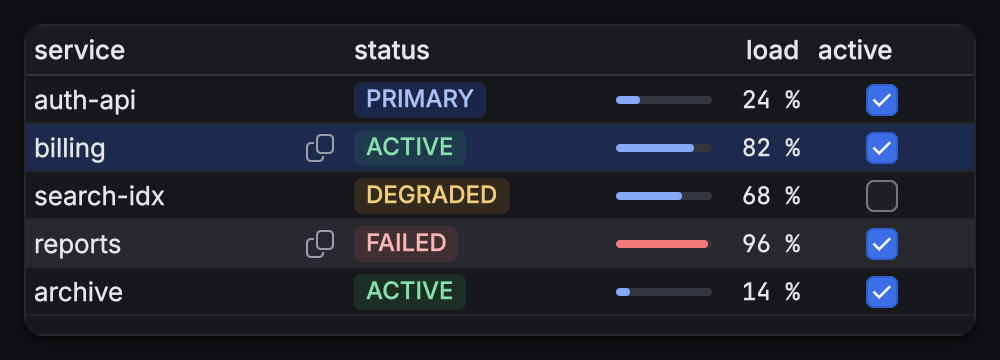 service status load active
auth-api PRIMARY 24 %
billing ACTIVE 82 %
search-idx DEGRADED 68 %
reports FAILED 96 %
archive ACTIVE 14 %